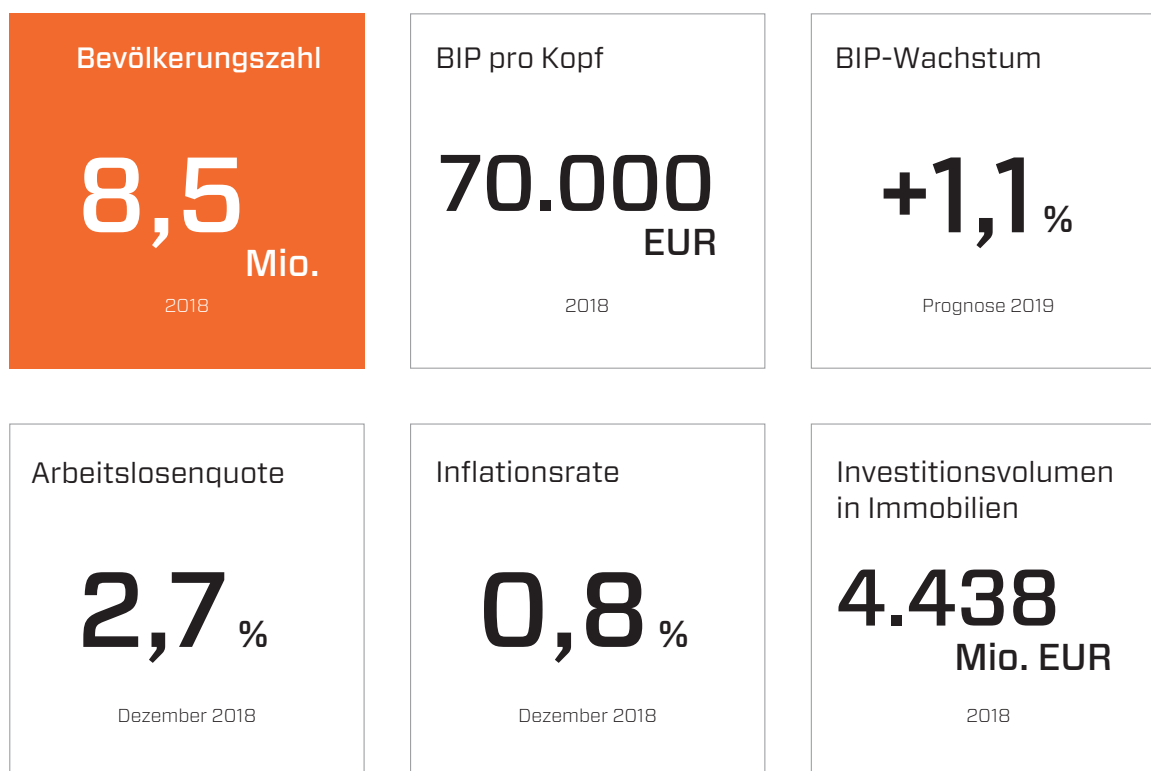 Bevölkerungszahl
8,5
Mio.
2018
BIP pro Kopf
70.000
EUR
2018
BIP-Wachstum
+1,1 %
Prognose 2019
Arbeitslosenquote
2,7 %
Dezember 2018
Inflationsrate
0,8 %
Dezember 2018
Investitionsvolumen
in Immobilien
4.438
Mio. EUR
2018